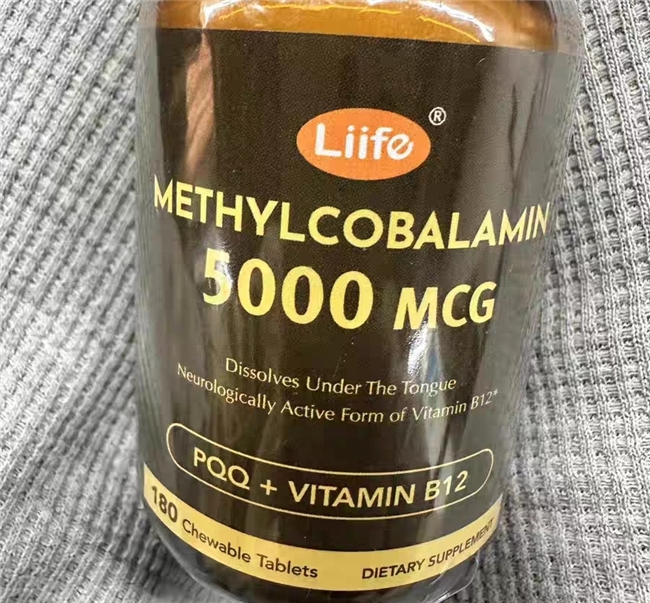 Liife®
METHYLCOBALAMIN
5000 MCG
Dissolves Under The Tongue
Neurologically Active Form of Vitamin B12*
PQQ + VITAMIN B12
180 Chewable Tablets DIETARY SUPPLEMENT